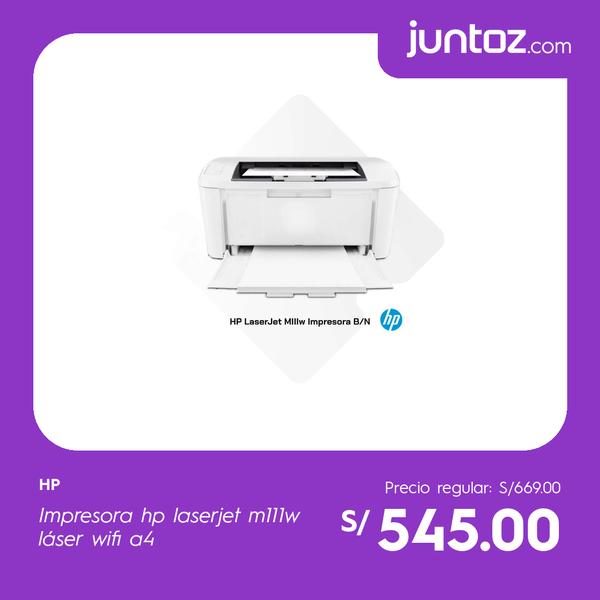 juntoz.com
HP LaserJet M111w Impresora B/N
hp
HP
Impresora hp laserjet m111w
láser wifi a4
Precio regular: S/669.00
S/ 545.00